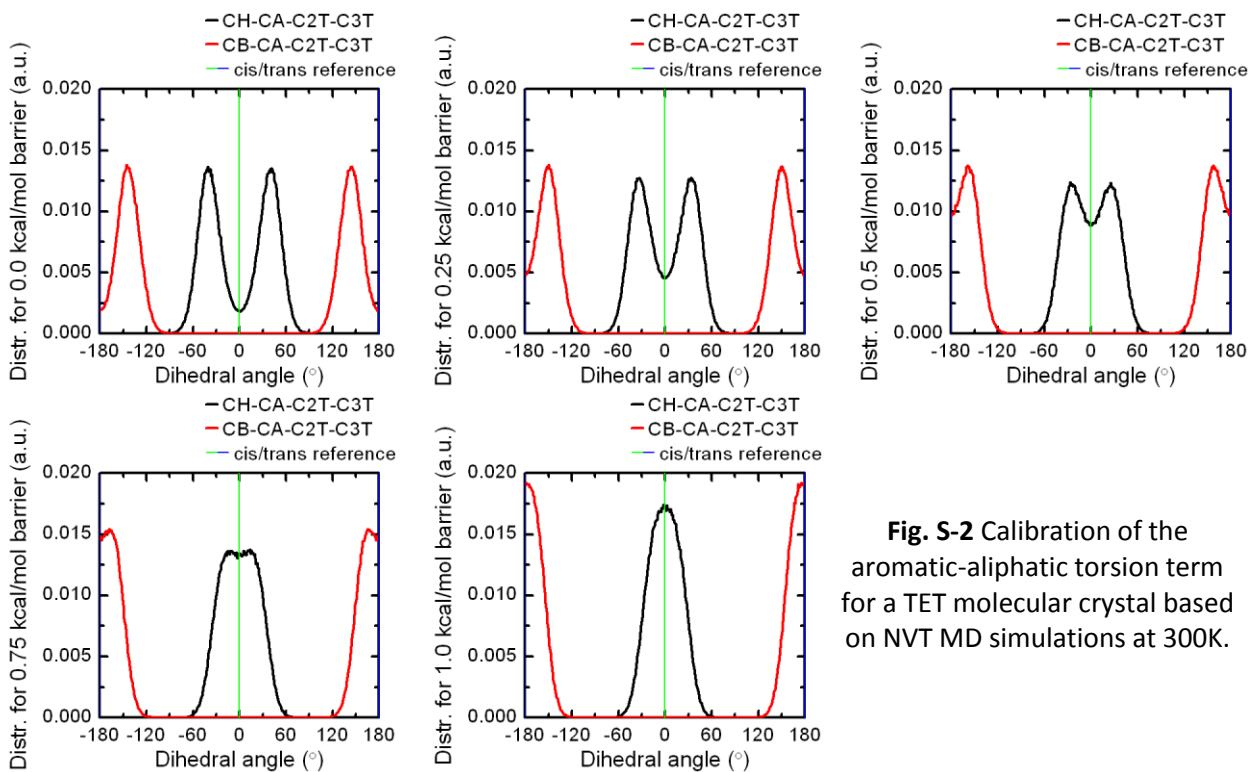 CH-CA-C2T-C3T
CB-CA-C2T-C3T
cis/trans reference
Distr. for 0.0 kcal/mol barrier (a.u.)
0.020
0.015
0.010
0.005
0.000
-180 -120 -60 0 60 120 180
Dihedral angle (°)
CH-CA-C2T-C3T
CB-CA-C2T-C3T
cis/trans reference
Distr. for 0.25 kcal/mol barrier (a.u.)
0.020
0.015
0.010
0.005
0.000
-180 -120 -60 0 60 120 180
Dihedral angle (°)
CH-CA-C2T-C3T
CB-CA-C2T-C3T
cis/trans reference
Distr. for 0.5 kcal/mol barrier (a.u.)
0.020
0.015
0.010
0.005
0.000
-180 -120 -60 0 60 120 180
Dihedral angle (°)
CH-CA-C2T-C3T
CB-CA-C2T-C3T
cis/trans reference
Distr. for 0.75 kcal/mol barrier (a.u.)
0.020
0.015
0.010
0.005
0.000
-180 -120 -60 0 60 120 180
Dihedral angle (°)
CH-CA-C2T-C3T
CB-CA-C2T-C3T
cis/trans reference
Distr. for 1.0 kcal/mol barrier (a.u.)
0.020
0.015
0.010
0.005
0.000
-180 -120 -60 0 60 120 180
Dihedral angle (°)
Fig. S-2 Calibration of the
aromatic-aliphatic torsion term
for a TET molecular crystal based
on NVT MD simulations at 300K.